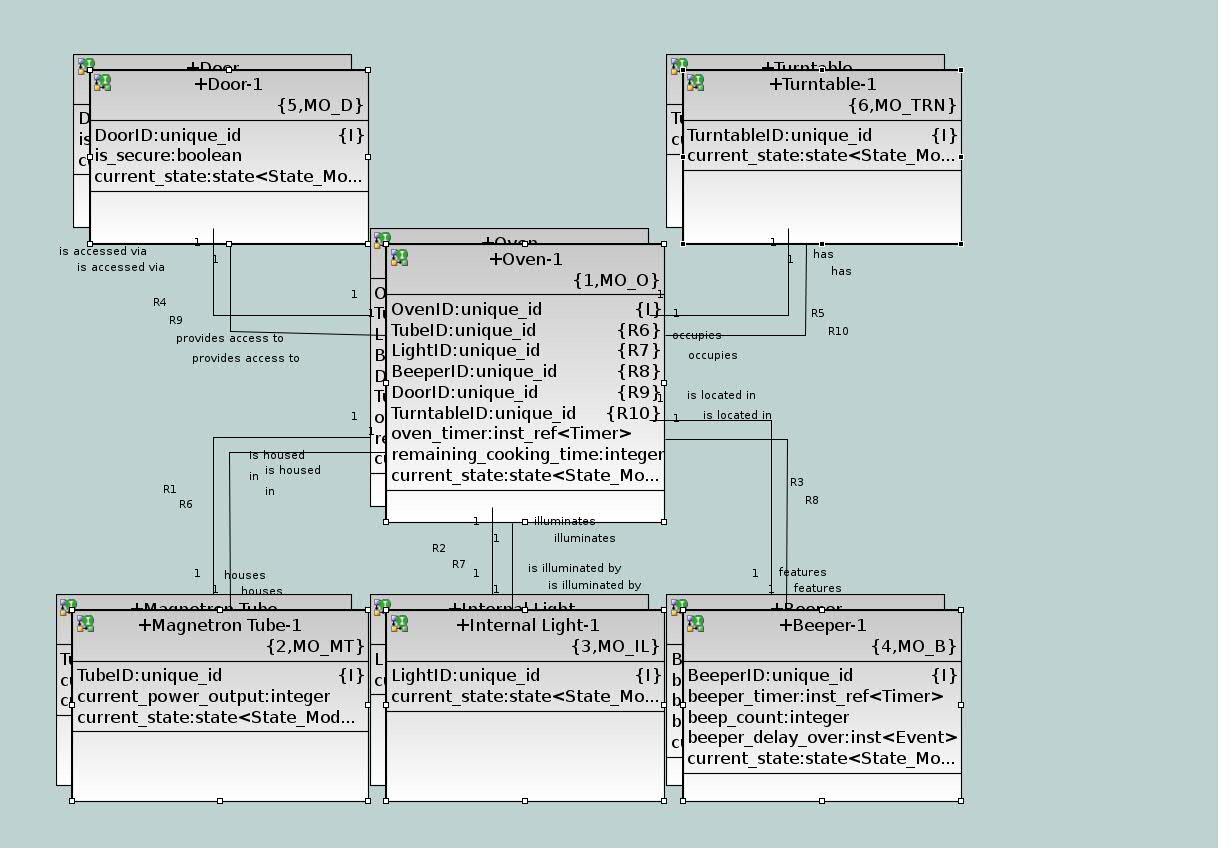 +Door
+Door-1
{5,MO_D}
DoorID:unique_id {I}
is_secure:boolean
current_state:state<State_Mo...
+Turntable
+Turntable-1
{6,MO_TRN}
TurntableID:unique_id {I}
current_state:state<State_Mo...
is accessed via
is accessed via
1
1
R4
R9
provides access to
provides access to
1
1
has
has
R5
R10
+Oven
+Oven-1
{1,MO_O}
OvenID:unique_id {I}
TubeID:unique_id {R6}
LightID:unique_id {R7}
BeeperID:unique_id {R8}
DoorID:unique_id {R9}
TurntableID:unique_id {R10}
oven_timer:inst_ref<Timer>
remaining_cooking_time:integer
current_state:state<State_Mo...
1
1
1
1
occupies
occupies
is located in
is located in
1
1
1
1
is housed
in
is housed
in
R1
R6
R3
R8
1
1
illuminates
illuminates
R2
R7
is illuminated by
is illuminated by
1
1
houses
houses
1
1
features
features
1
1
+Magnetron Tube
+Magnetron Tube-1
{2,MO_MT}
TubeID:unique_id {I}
current_power_output:integer
current_state:state<State_Mod...
+Internal Light
+Internal Light-1
{3,MO_IL}
LightID:unique_id {I}
current_state:state<State_Mo...
+Beeper
+Beeper-1
{4,MO_B}
BeeperID:unique_id {I}
beeper_timer:inst_ref<Timer>
beep_count:integer
beeper_delay_over:inst<Event>
current_state:state<State_Mo...